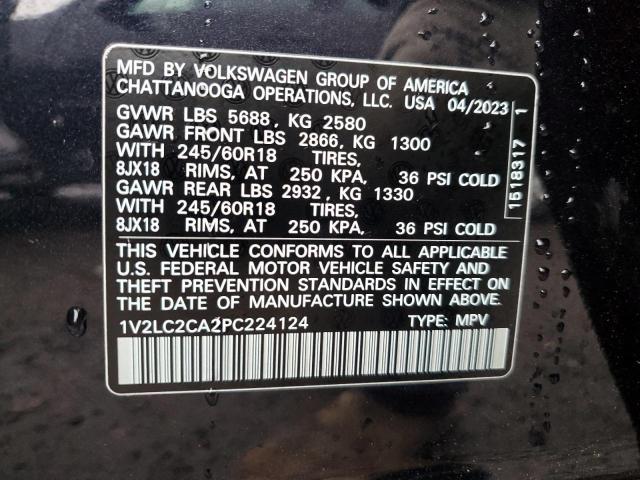 MFD BY VOLKSWAGEN GROUP OF AMERICA
CHATTANOOGA OPERATIONS, LLC. USA 04/2023
GVWR LBS 5688, KG 2580
GAWR FRONT LBS 2866, KG 1300
WITH 245/60R18 TIRES,
8JX18 RIMS, AT 250 KPA, 36 PSI COLD
GAWR REAR LBS 2932, KG 1330
WITH 245/60R18 TIRES,
8JX18 RIMS, AT 250 KPA, 36 PSI COLD
1518317 1
THIS VEHICLE CONFORMS TO ALL APPLICABLE
U.S. FEDERAL MOTOR VEHICLE SAFETY AND
THEFT PREVENTION STANDARDS IN EFFECT ON
THE DATE OF MANUFACTURE SHOWN ABOVE.
1V2LC2CA2PC224124 TYPE: MPV